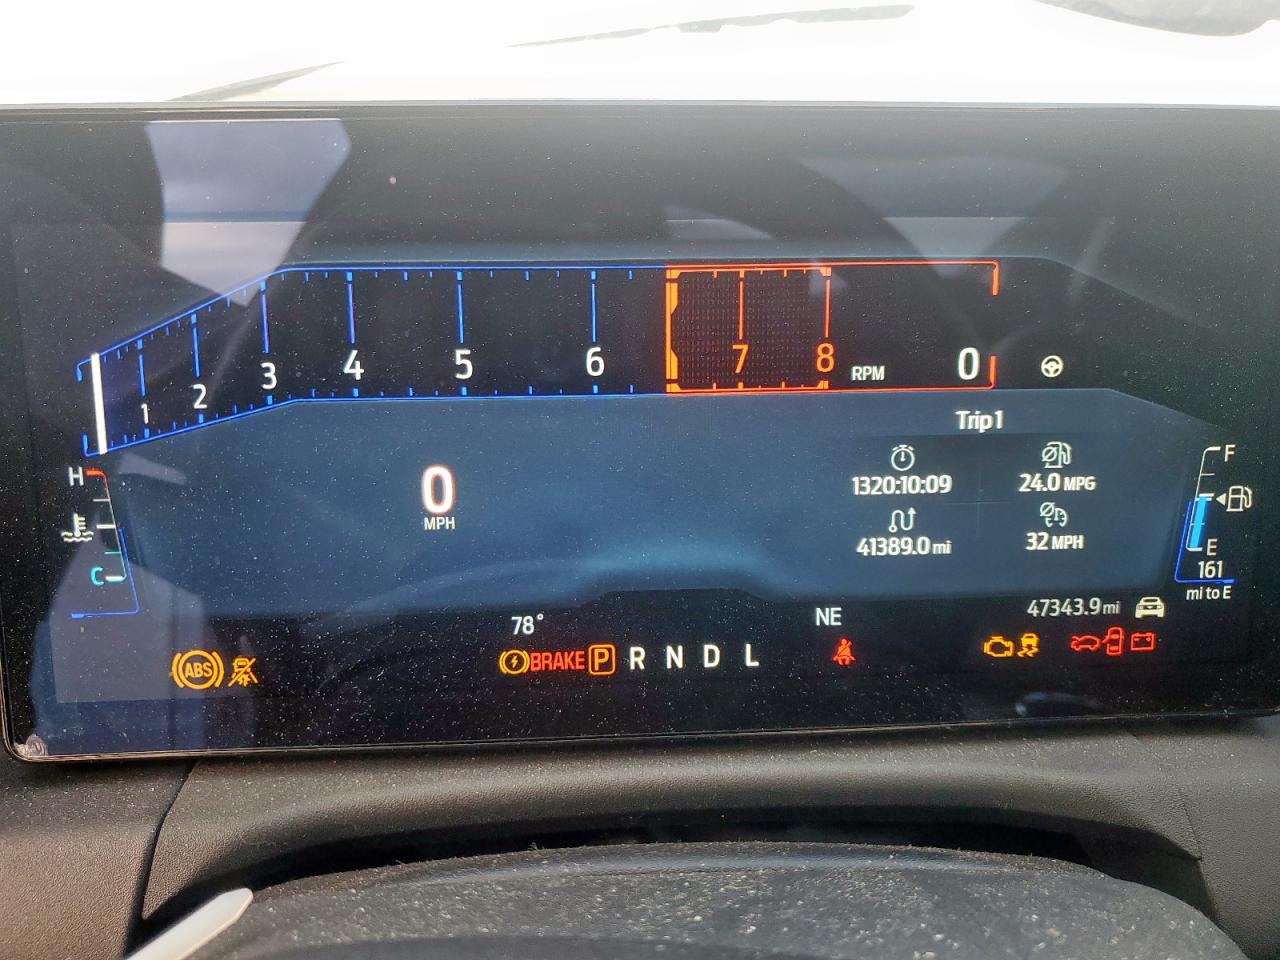 1 2 3 4 5 6 7 8 RPM 0
Trip 1
H
F
1320:10:09 24.0 MPG
0
MPH
41389.0 mi 32 MPH
C
E
161
mi to E
78° NE 47343.9 mi
ABS BRAKE P R N D L